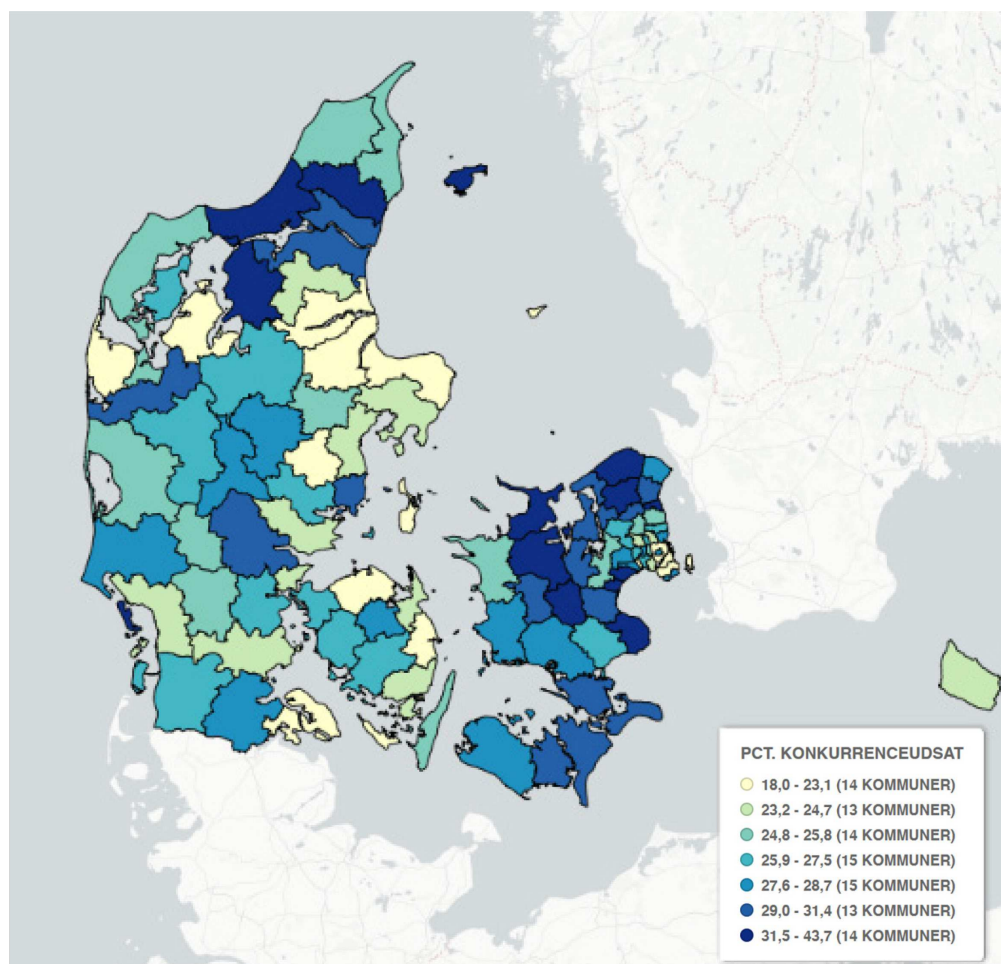 PCT. KONKURRENCEUDSAT
18,0 - 23,1 (14 KOMMUNER)
23,2 - 24,7 (13 KOMMUNER)
24,8 - 25,8 (14 KOMMUNER)
25,9 - 27,5 (15 KOMMUNER)
27,6 - 28,7 (15 KOMMUNER)
29,0 - 31,4 (13 KOMMUNER)
31,5 - 43,7 (14 KOMMUNER)